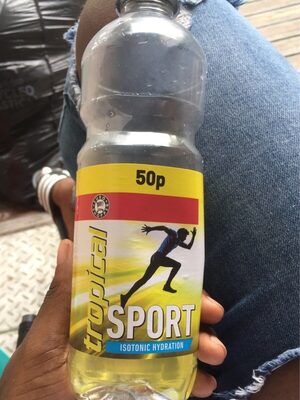 50p
tropical
SPORT
ISOTONIC HYDRATION